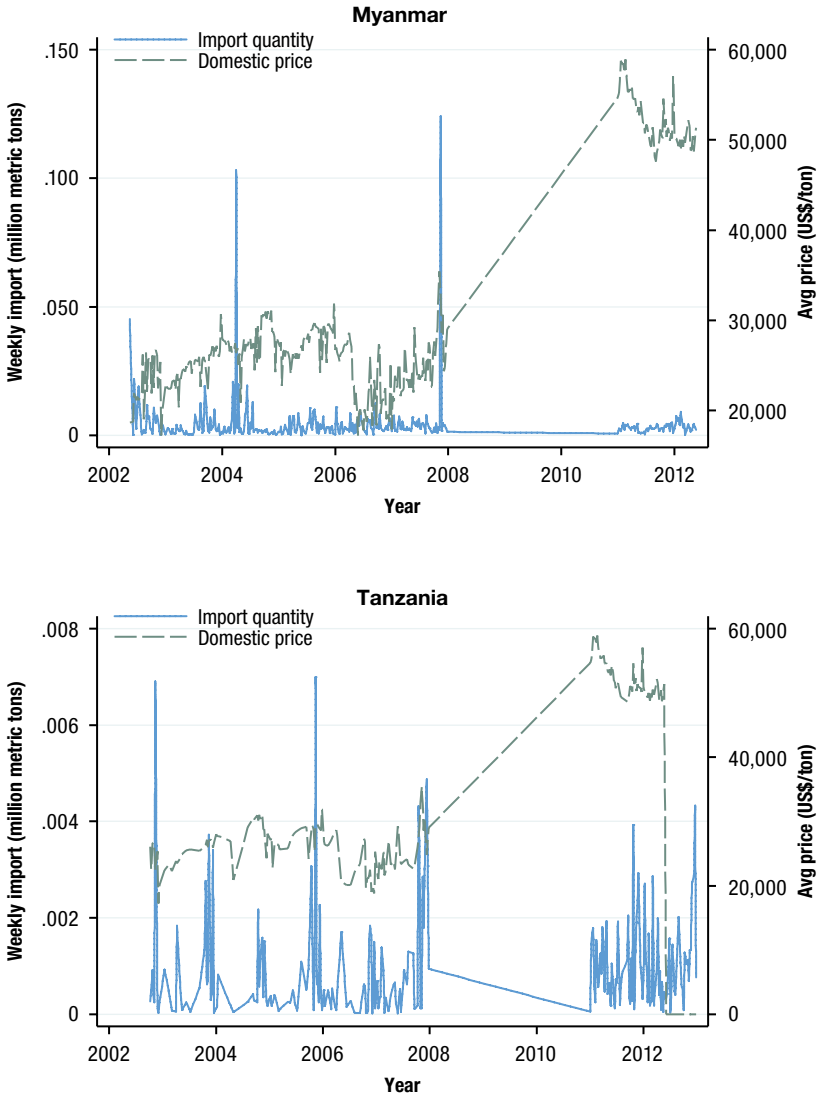 Myanmar
Import quantity
Domestic price
Weekly import (million metric tons)
.150
.100
.050
0
60,000
50,000
40,000
30,000
20,000
Avg price (US$/ton)
2002 2004 2006 2008 2010 2012
Year
Tanzania
Import quantity
Domestic price
Weekly import (million metric tons)
.008
.006
.004
.002
0
60,000
40,000
20,000
0
Avg price (US$/ton)
2002 2004 2006 2008 2010 2012
Year